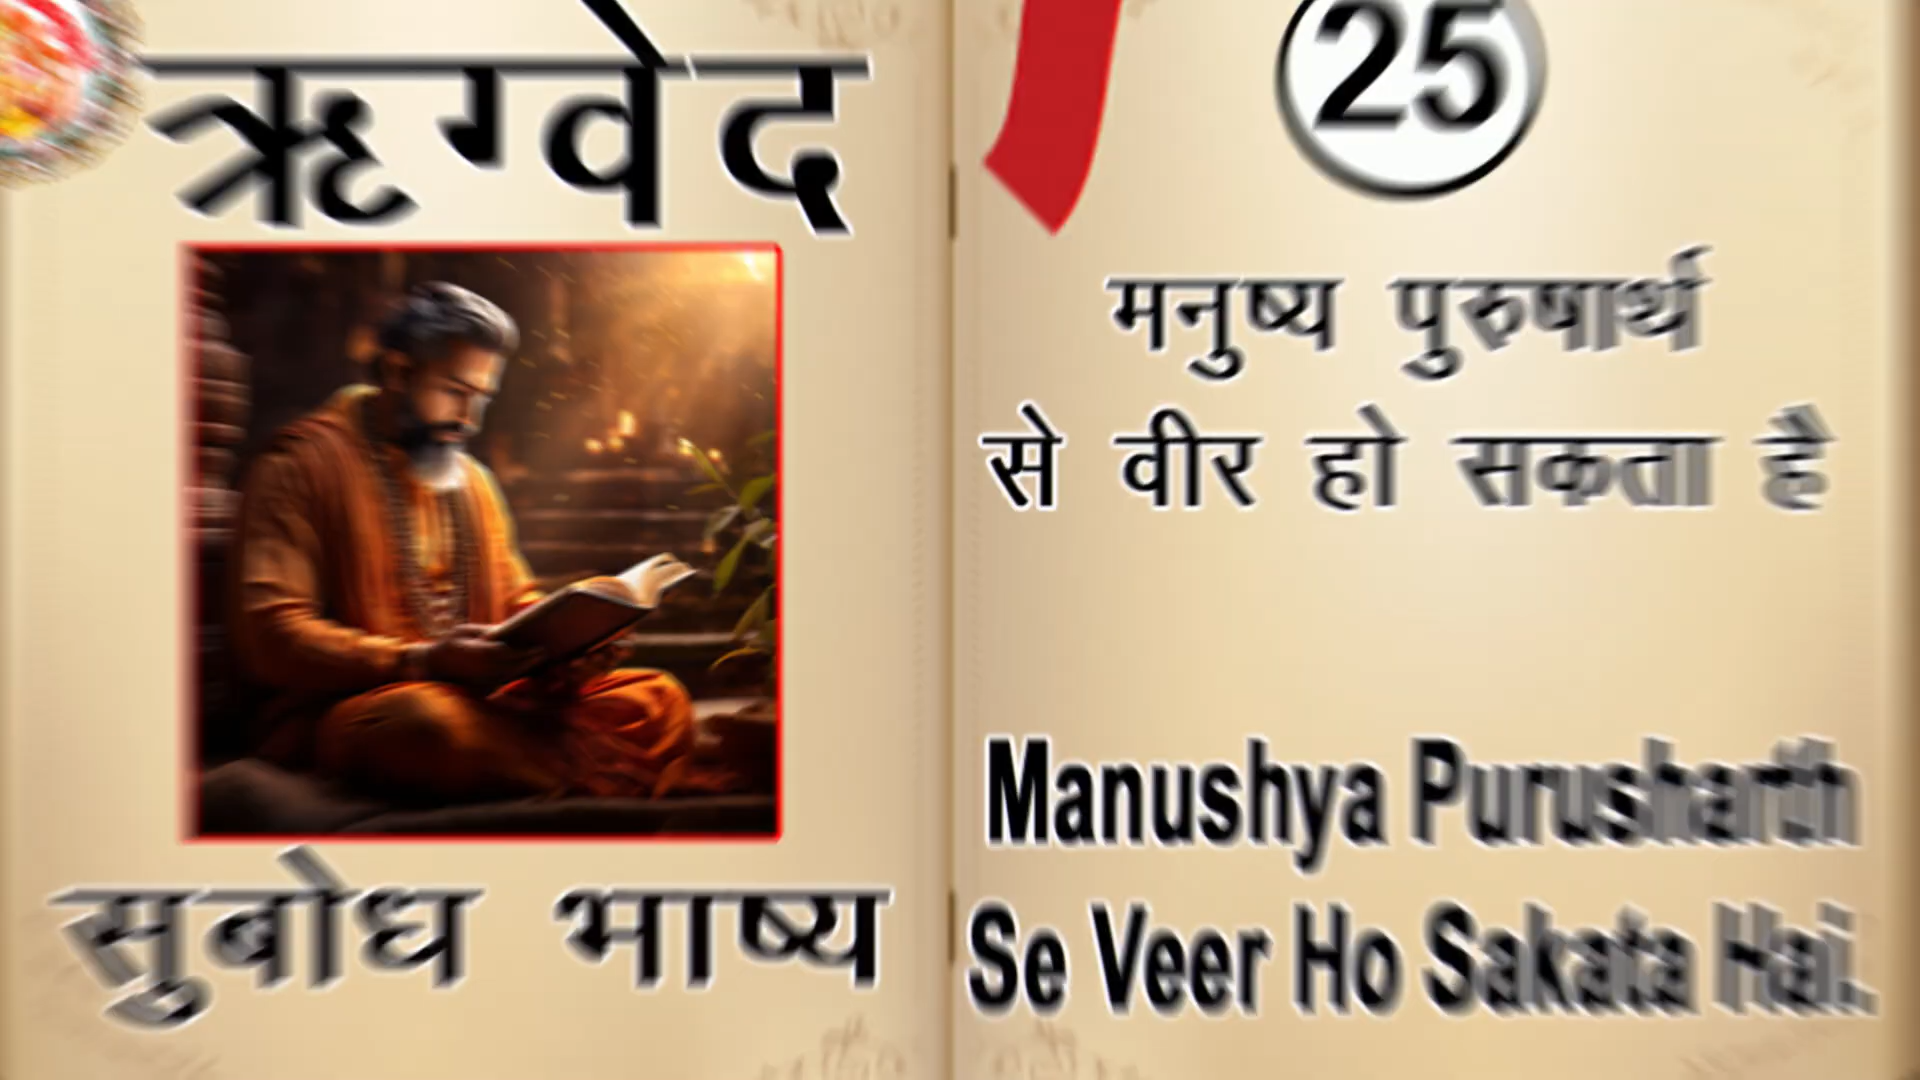 ऋग्वेद
सुबोध भाष्य
25
मनुष्य पुरुषार्थ
से वीर हो सकता है
Manushya Purusharth
Se Veer Ho Sakata Hai.